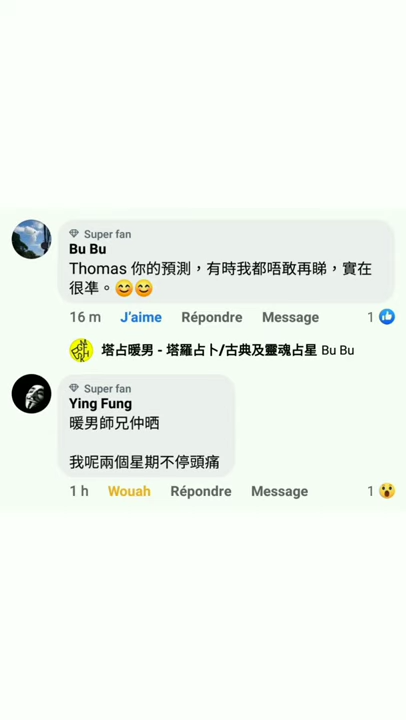 Super fan
Bu Bu
Thomas 你的預測，有時我都唔敢再睇，實在
很準。😊😊
16 m J'aime Répondre Message 1
塔占暖男 - 塔羅占卜/古典及靈魂占星 Bu Bu
Super fan
Ying Fung
暖男師兄仲晒
我呢兩個星期不停頭痛
1 h Wouah Répondre Message 1